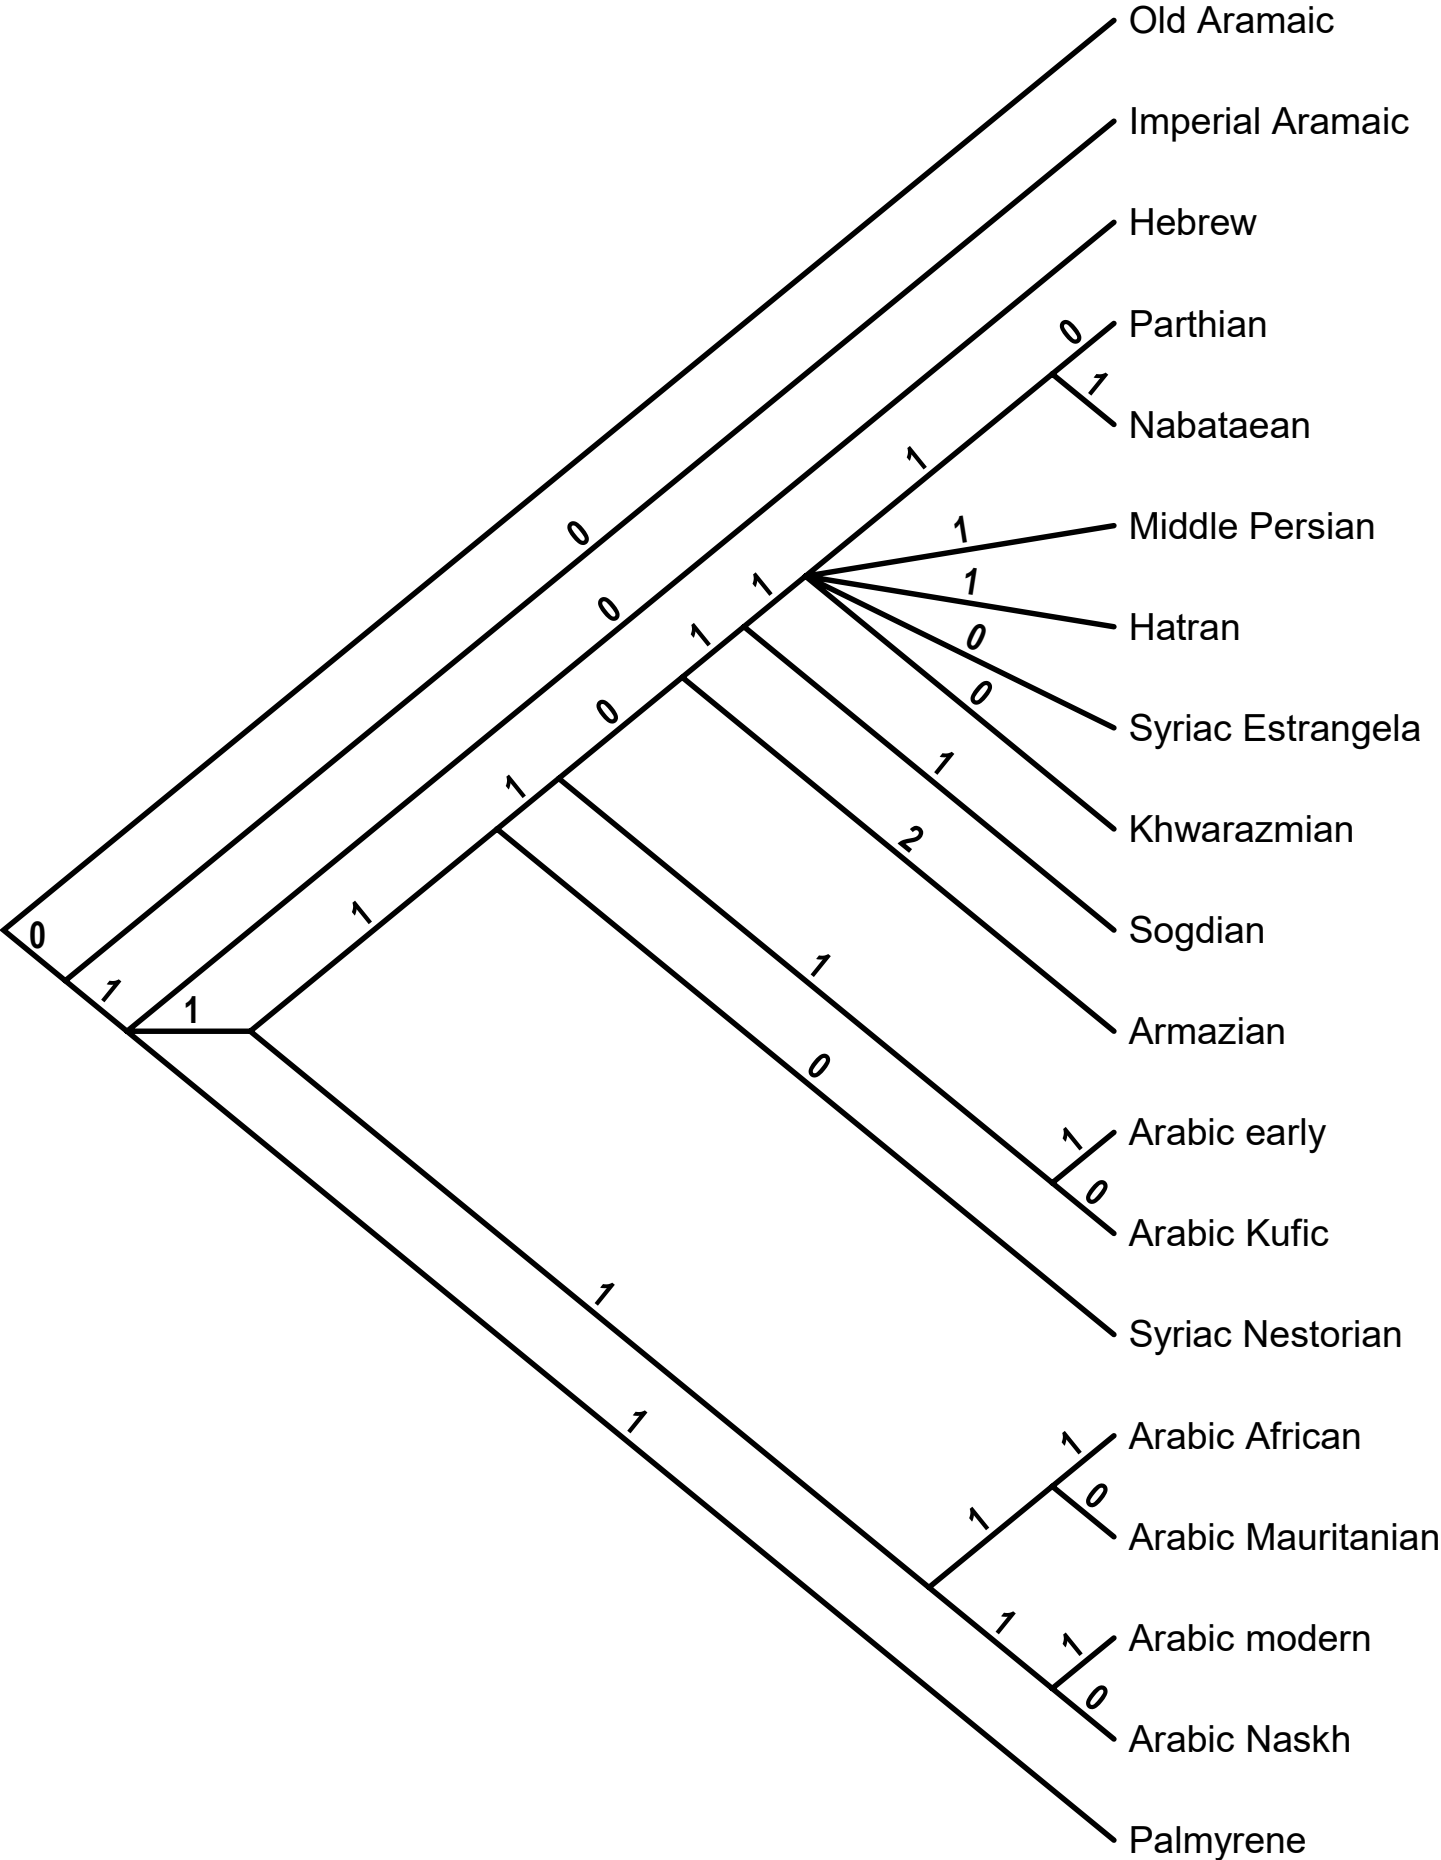 Old Aramaic
Imperial Aramaic
Hebrew
0 Parthian
1
Nabataean
1
1 Middle Persian
0
1 Hatran
1
0
0
1 Syriac Estrangela
0
0
1
1 Khwarazmian
2
1 Sogdian
0
1
1
1 Armazian
0
1 Arabic early
0
Arabic Kufic
1
Syriac Nestorian
1
1 Arabic African
0
1
Arabic Mauritanian
1
1 Arabic modern
0
Arabic Naskh
Palmyrene